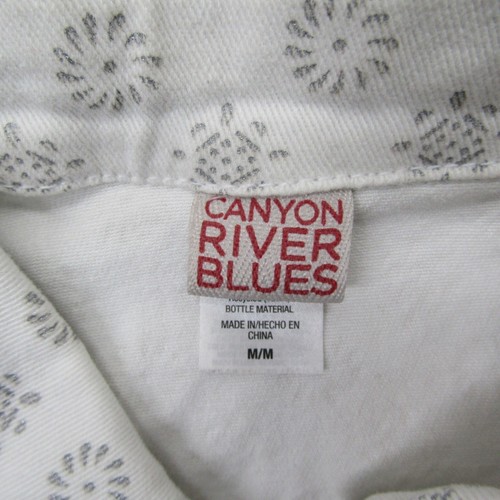 CANYON
RIVER
BLUES
BOTTLE MATERIAL
MADE IN/HECHO EN
CHINA
M/M